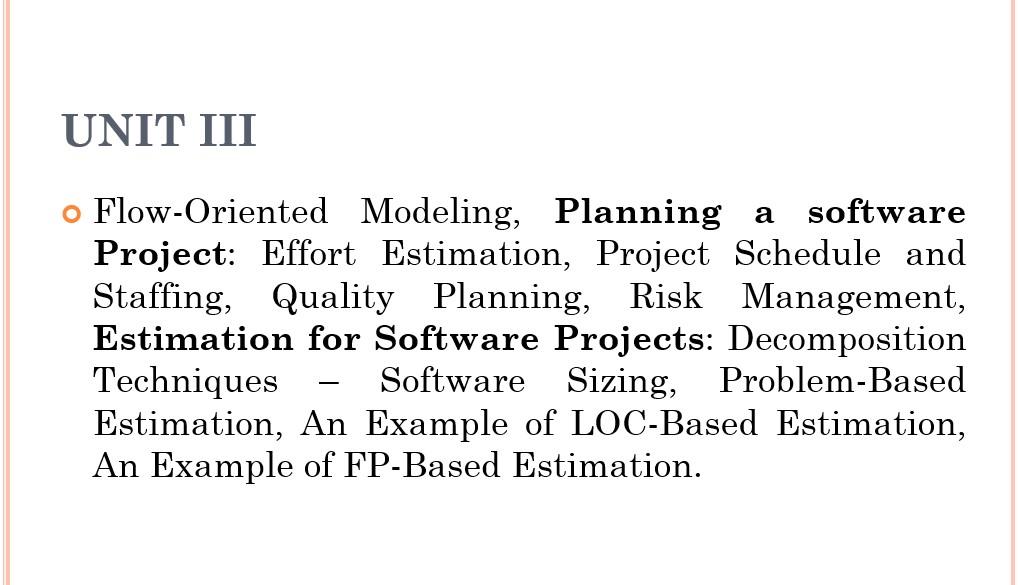 UNIT III
Flow-Oriented Modeling, Planning a software
Project: Effort Estimation, Project Schedule and
Staffing, Quality Planning, Risk Management,
Estimation for Software Projects: Decomposition
Techniques – Software Sizing, Problem-Based
Estimation, An Example of LOC-Based Estimation,
An Example of FP-Based Estimation.